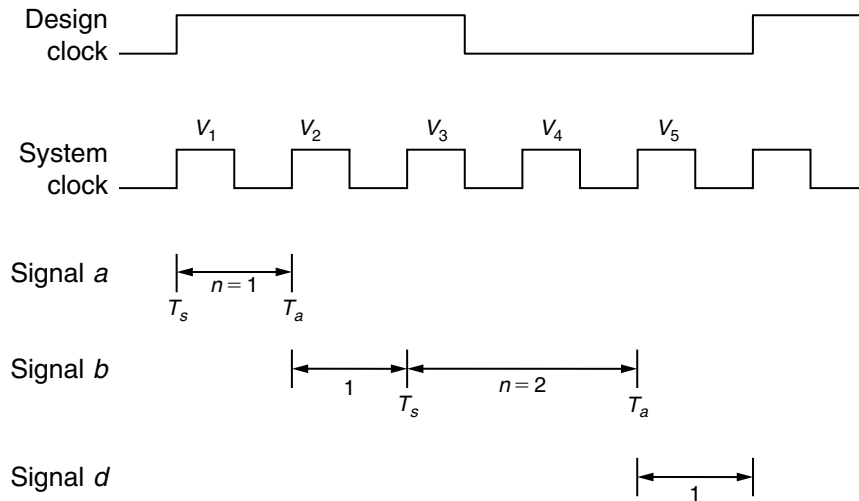 Design
clock
V₁ V₂ V₃ V₄ V₅
System
clock
Signal a
n = 1
Tₛ Tₐ
Signal b
1 n = 2
Tₛ Tₐ
Signal d
1